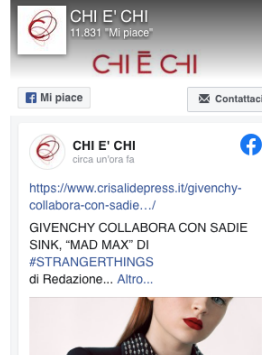 CHI E' CHI
11.831 "Mi piace"
CHI È CHI
Mi piace
Contattaci
CHI E' CHI
circa un'ora fa
https://www.crisalidepress.it/givenchy-
collabora-con-sadie…/
GIVENCHY COLLABORA CON SADIE
SINK, “MAD MAX” DI
#STRANGERTHINGS
di Redazione... Altro...